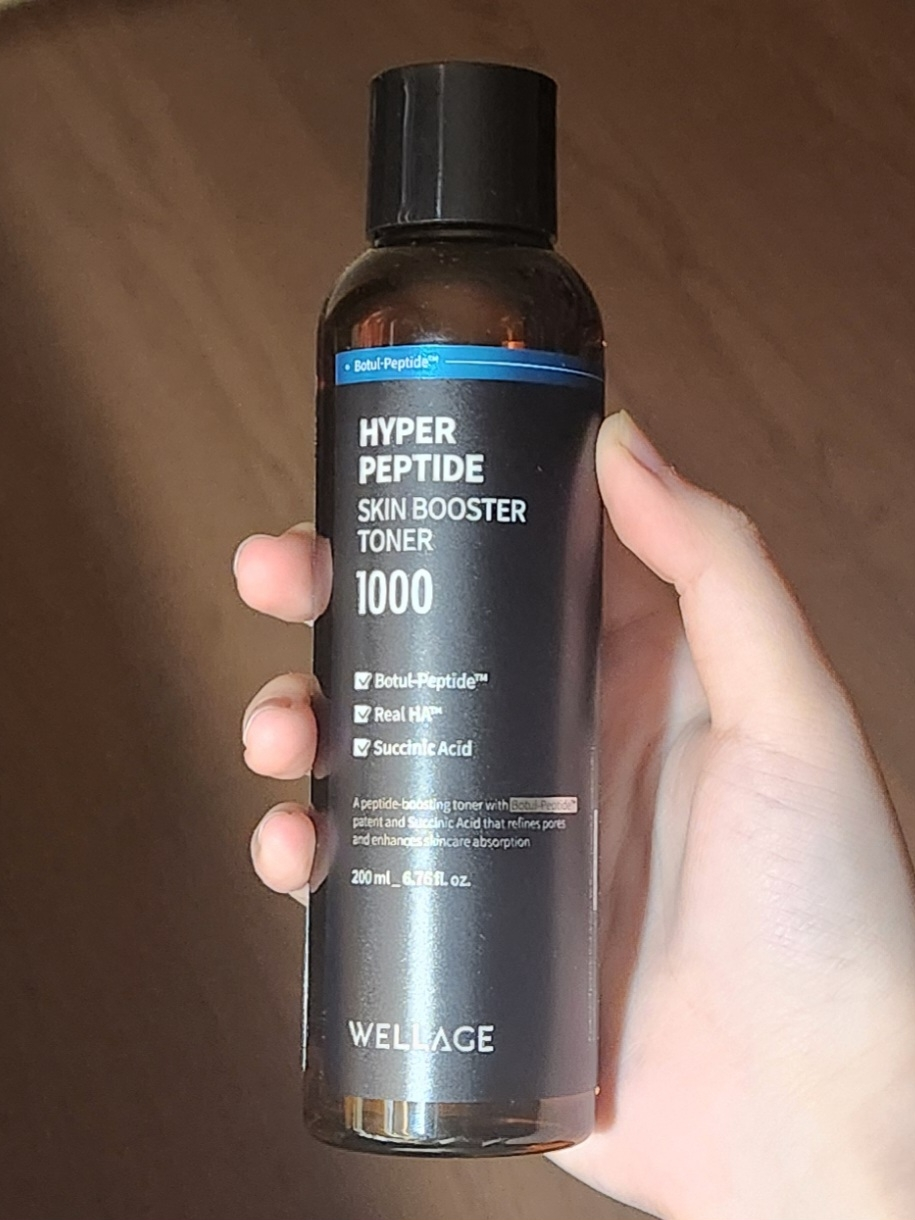 • Botul-Peptide™
HYPER
PEPTIDE
SKIN BOOSTER
TONER
1000
☑ Botul-Peptide™
☑ Real HA™
☑ Succinic Acid
A peptide-boosting toner with Botul-Peptide™
patent and Succinic Acid that refines pores
and enhances skincare absorption
200 ml _ 6.76 fl. oz.
WELLAGE